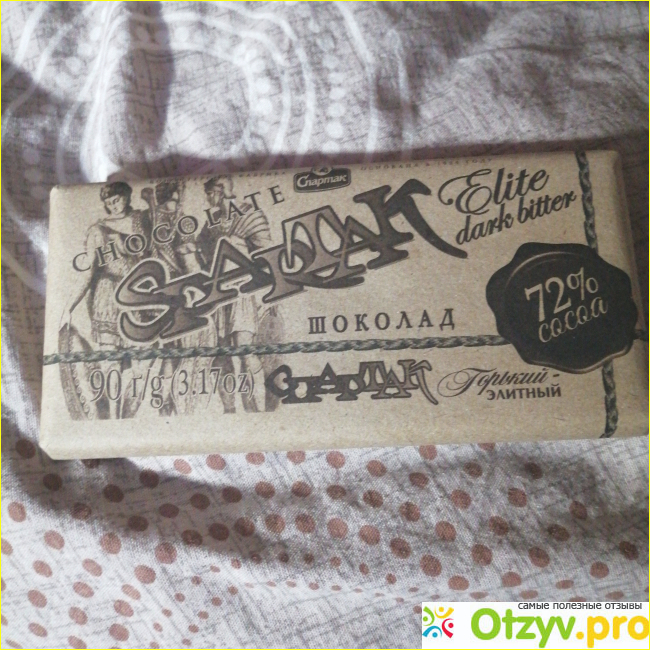 Спартак
CHOCOLATE
SPARTAK
Elite
dark bitter
72%
cocoa
ШОКОЛАД
90 г/g (3.17oz)
СПАРТАК
Горький-
ЭЛИТНЫЙ
самые полезные отзывы
Otzyv.pro